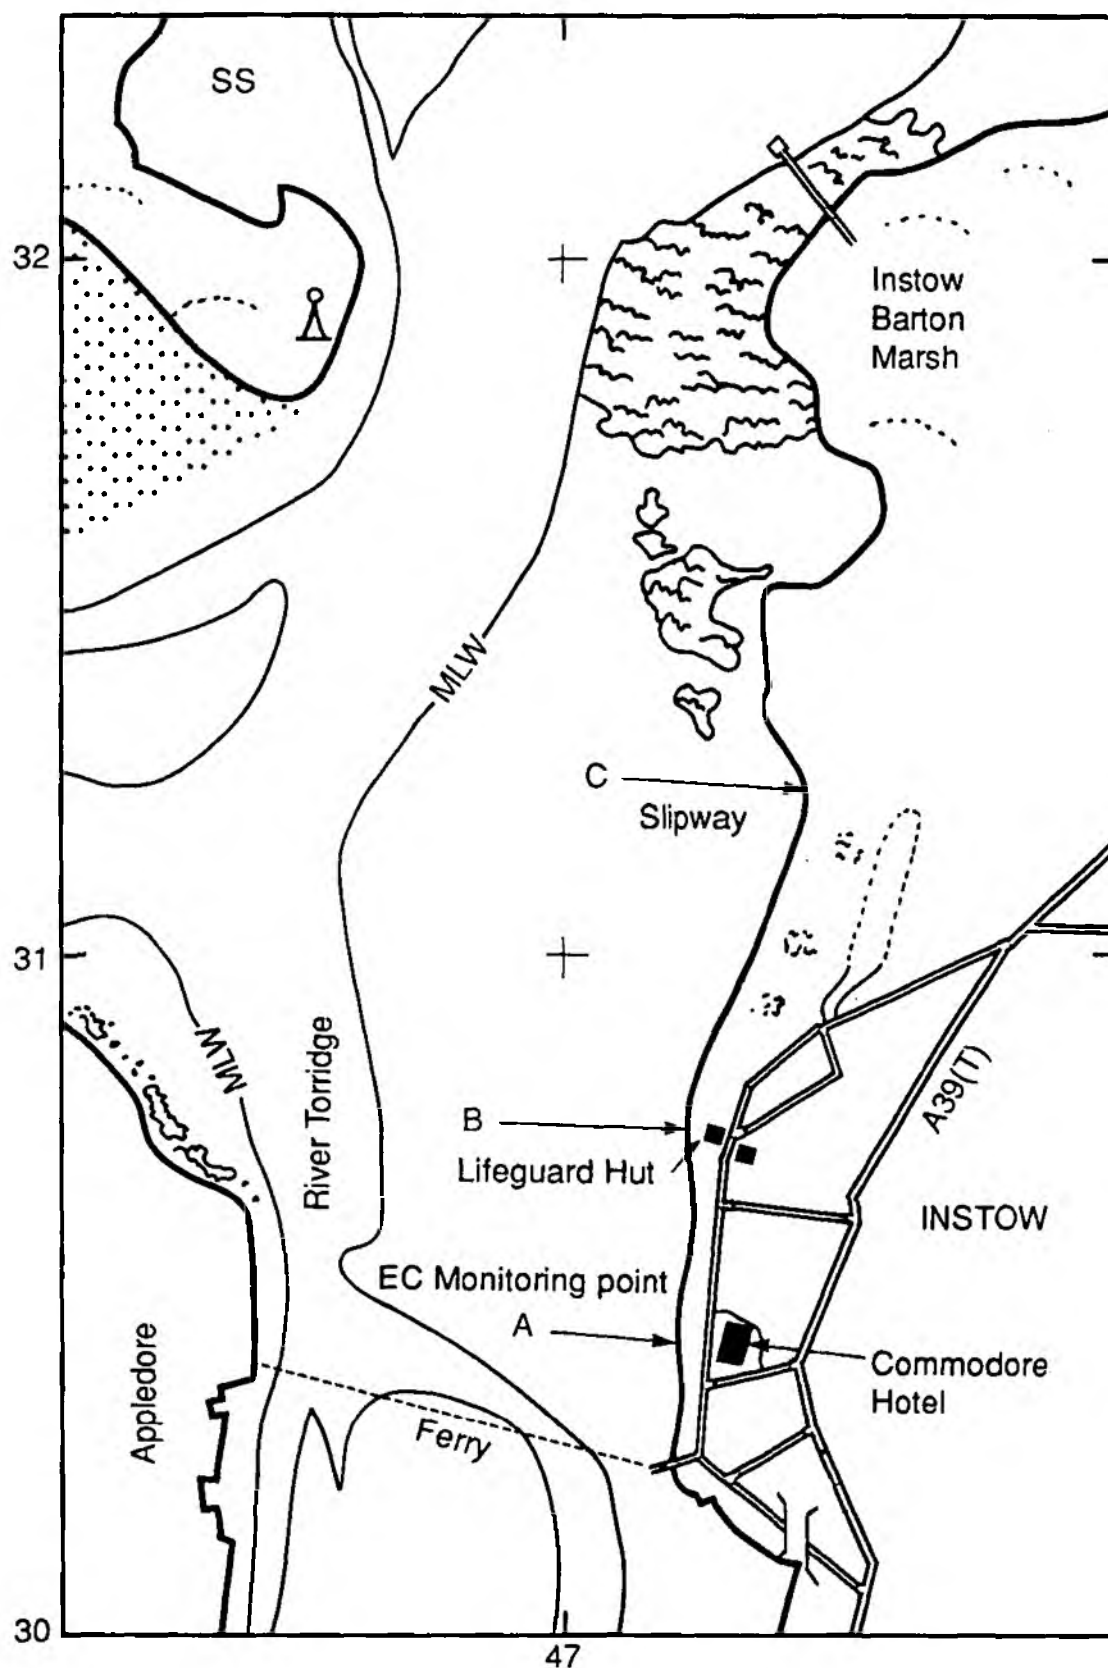 SS
32
Instow
Barton
Marsh
MLW
C
Slipway
31
MLW
River Torridge
A39(T)
B
Lifeguard Hut
INSTOW
EC Monitoring point
A
Appledore
Commodore
Hotel
Ferry
30
47